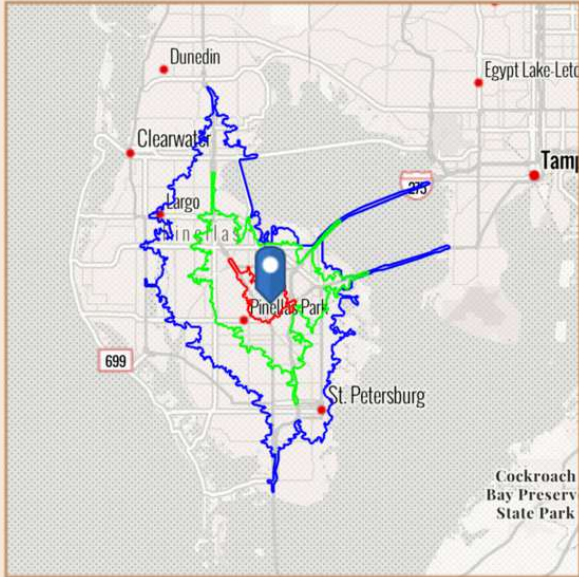 Dunedin
Egypt Lake-Leto
Clearwater
Tamp
275
Largo
Pinellas
Pinellas Park
699
St. Petersburg
Cockroach
Bay Preserv
State Park